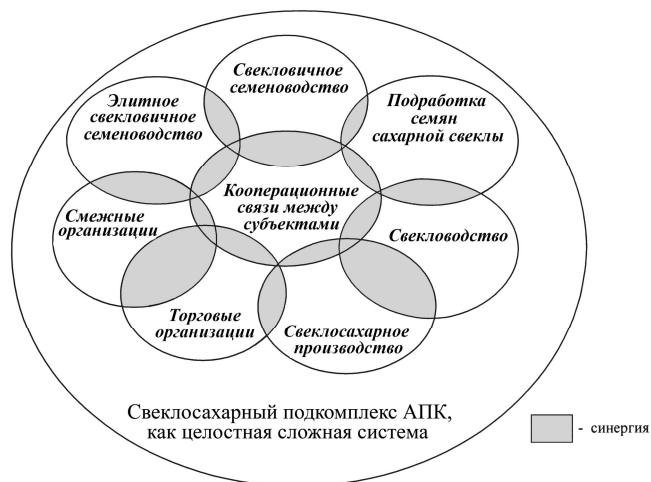 Свекловичное
семеноводство
Элитное
свекловичное
семеноводство
Подработка
семян
сахарной свеклы
Кооперационные
связи между
субъектами
Смежные
организации
Свекловодство
Торговые
организации
Свеклосахарное
производство
Свеклосахарный подкомплекс АПК,
как целостная сложная система
- синергия